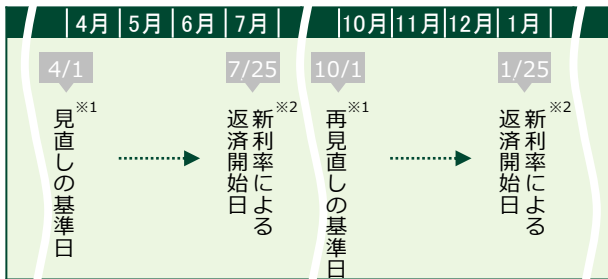 4月 5月 6月 7月 10月 11月 12月 1月
4/1 7/25 10/1 1/25
見直しの基準日※1
新利率による※2
返済開始日
再見直しの基準日※1
新利率による※2
返済開始日